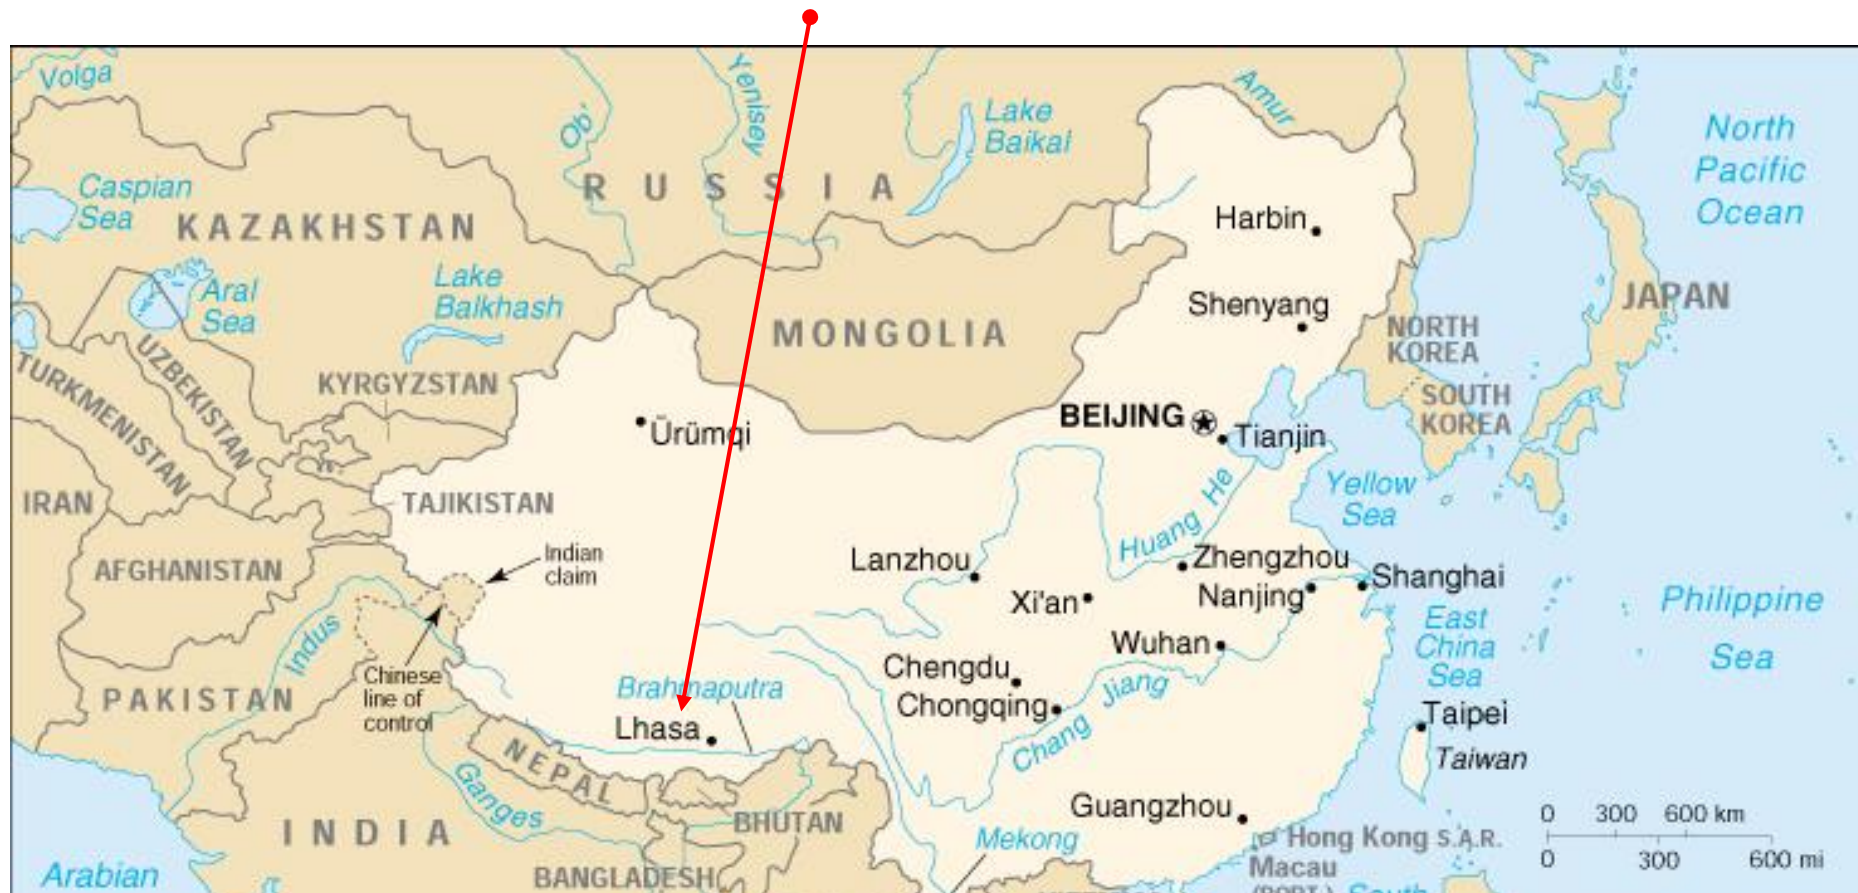 Volga
Ob'
Yenisey
Amur
Lake
Baikal
North
Pacific
Ocean
Caspian
Sea
KAZAKHSTAN
RUSSIA
Harbin
Aral
Sea
Lake
Balkhash
MONGOLIA
Shenyang
JAPAN
NORTH
KOREA
SOUTH
KOREA
UZBEKISTAN
TURKMENISTAN
KYRGYZSTAN
Ürümqi
BEIJING
Tianjin
IRAN
TAJIKISTAN
Huang He
Yellow
Sea
AFGHANISTAN
Indian
claim
Lanzhou
Zhengzhou
Xi'an
Nanjing
Shanghai
East
China
Sea
Philippine
Sea
Indus
Chinese
line of
control
PAKISTAN
Brahmaputra
Lhasa
Chengdu
Chongqing
Wuhan
Chang Jiang
Taipei
Taiwan
NEPAL
Ganges
INDIA
BHUTAN
BANGLADESH
Mekong
Guangzhou
Hong Kong S.A.R.
Macau
(PORT.)
South
Arabian
0 300 600 km
0 300 600 mi